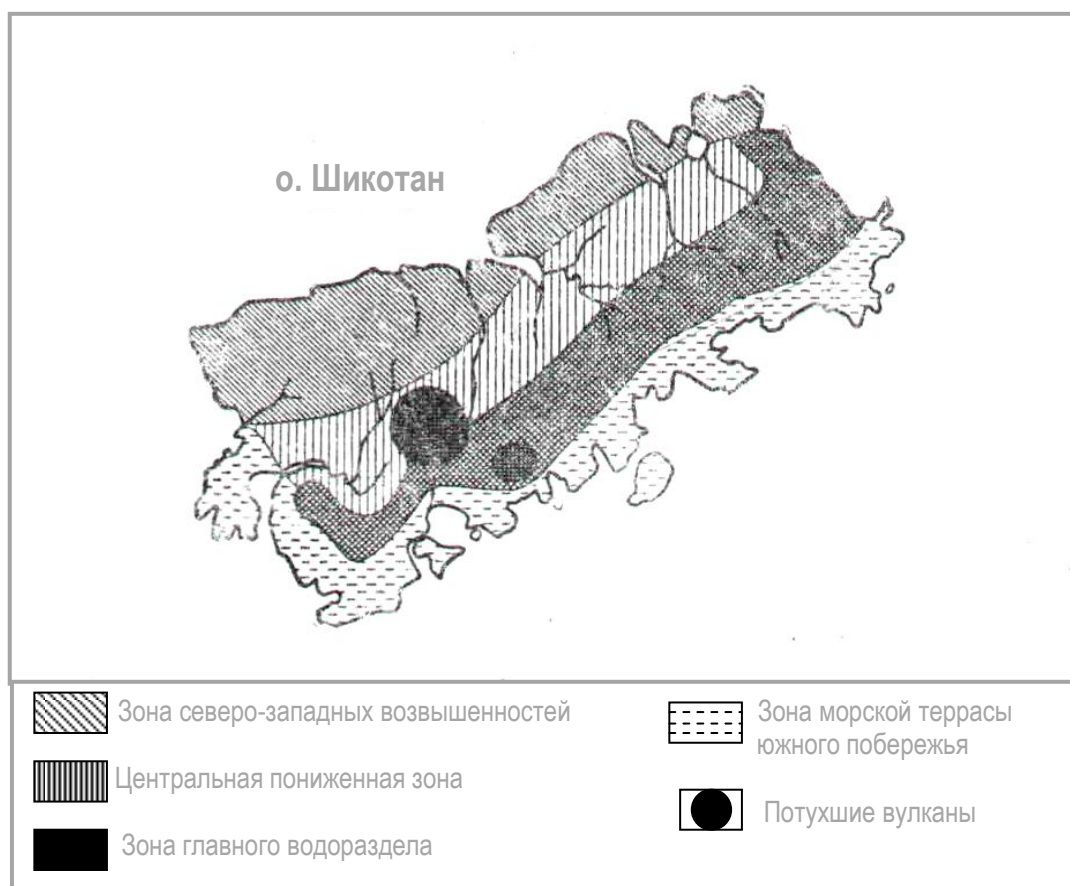 о. Шикотан
Зона северо-западных возвышенностей
Центральная пониженная зона
Зона главного водораздела
Зона морской террасы
южного побережья
Потухшие вулканы